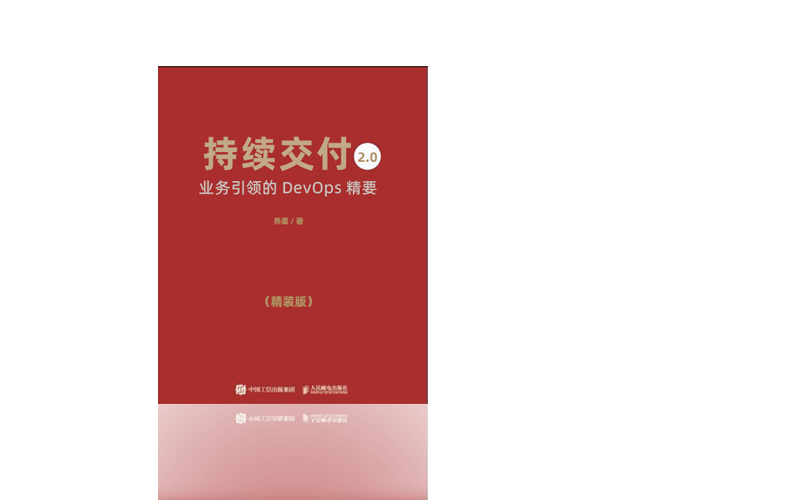 持续交付 2.0
业务引领的 DevOps 精要
乔梁 / 著
（精装版）
中国工信出版集团 人民邮电出版社